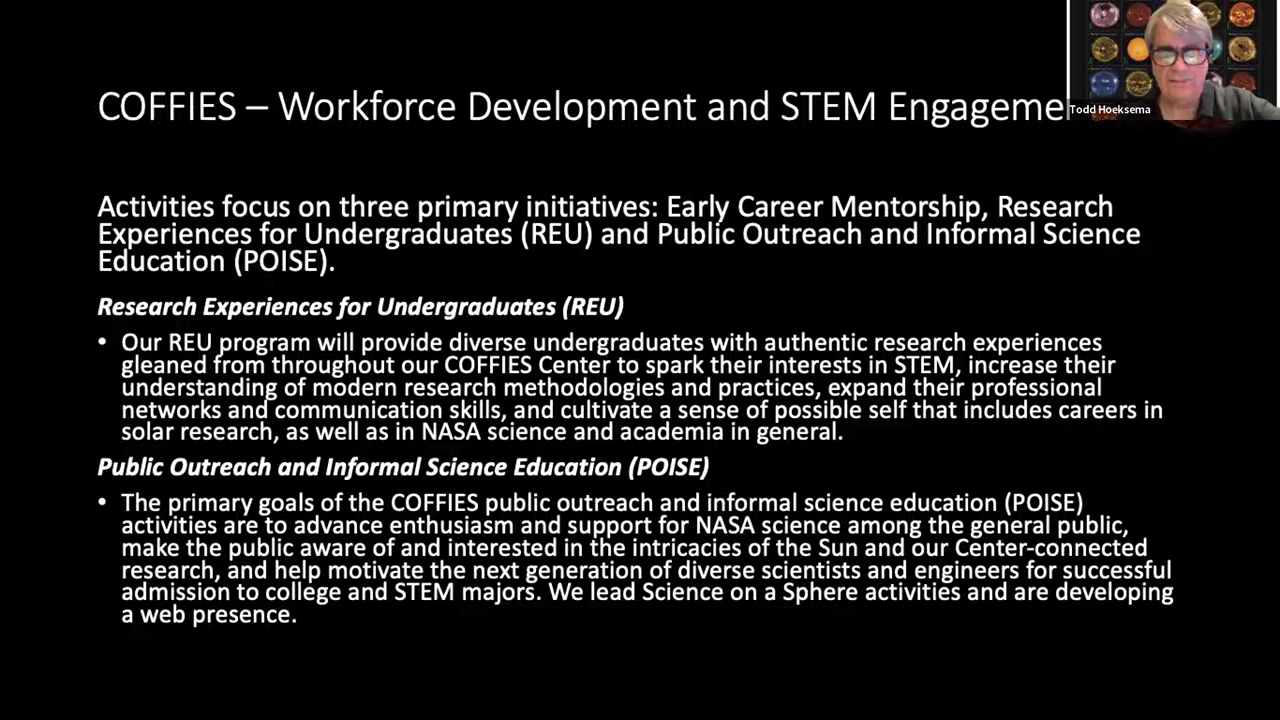 COFFIES – Workforce Development and STEM Engageme
Todd Hoeksema
Activities focus on three primary initiatives: Early Career Mentorship, Research
Experiences for Undergraduates (REU) and Public Outreach and Informal Science
Education (POISE).
Research Experiences for Undergraduates (REU)
• Our REU program will provide diverse undergraduates with authentic research experiences
gleaned from throughout our COFFIES Center to spark their interests in STEM, increase their
understanding of modern research methodologies and practices, expand their professional
networks and communication skills, and cultivate a sense of possible self that includes careers in
solar research, as well as in NASA science and academia in general.
Public Outreach and Informal Science Education (POISE)
• The primary goals of the COFFIES public outreach and informal science education (POISE)
activities are to advance enthusiasm and support for NASA science among the general public,
make the public aware of and interested in the intricacies of the Sun and our Center-connected
research, and help motivate the next generation of diverse scientists and engineers for successful
admission to college and STEM majors. We lead Science on a Sphere activities and are developing
a web presence.